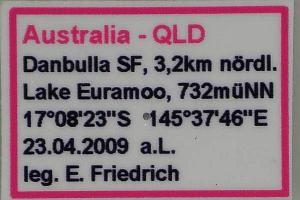 Australia - QLD
Danbulla SF, 3,2km nördl.
Lake Euramoo, 732müNN
17°08'23"S 145°37'46"E
23.04.2009 a.L.
leg. E. Friedrich